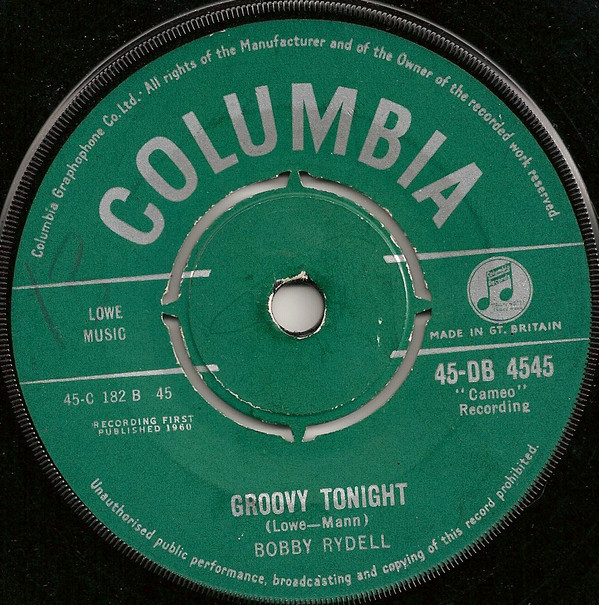 Columbia Graphophone Co. Ltd. All rights of the Manufacturer and of the Owner of the recorded work reserved.
COLUMBIA
LOWE
MUSIC
MADE IN GT. BRITAIN
45-C 182 B 45
45-DB 4545
"Cameo"
Recording
RECORDING FIRST
PUBLISHED 1960
GROOVY TONIGHT
(Lowe—Mann)
BOBBY RYDELL
Unauthorised public performance, broadcasting and copying of this record prohibited.